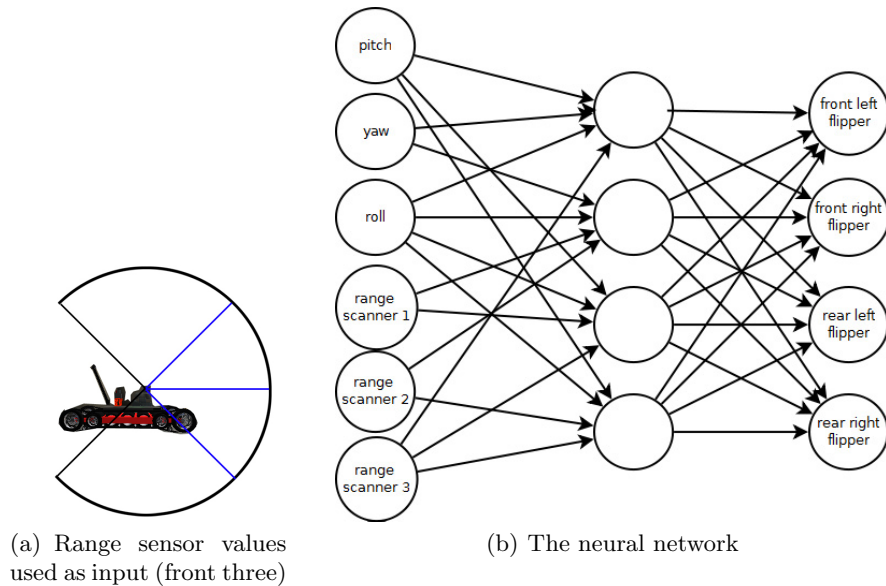 pitch
yaw
roll
range
scanner 1
range
scanner 2
range
scanner 3
front left
flipper
front right
flipper
rear left
flipper
rear right
flipper
(a) Range sensor values
used as input (front three)
(b) The neural network